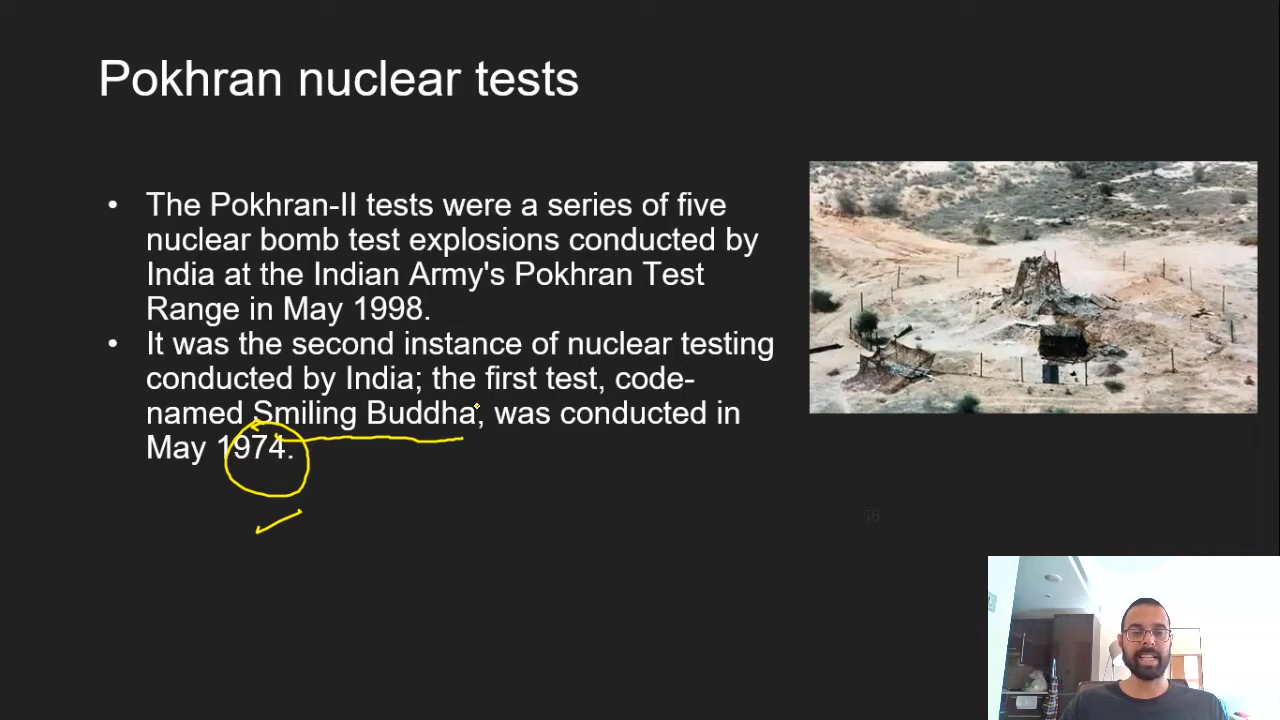 Pokhran nuclear tests
• The Pokhran-II tests were a series of five
nuclear bomb test explosions conducted by
India at the Indian Army's Pokhran Test
Range in May 1998.
• It was the second instance of nuclear testing
conducted by India; the first test, code-
named Smiling Buddha, was conducted in
May 1974.
56